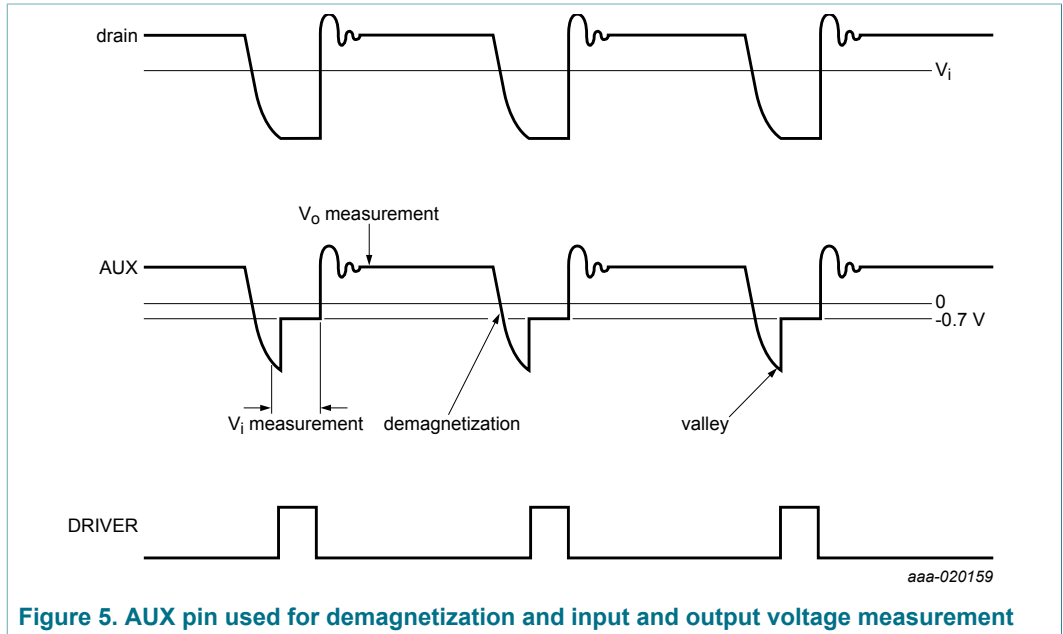 drain
Vi
Vo measurement
AUX
0
-0.7 V
Vi measurement
demagnetization
valley
DRIVER
aaa-020159
Figure 5. AUX pin used for demagnetization and input and output voltage measurement